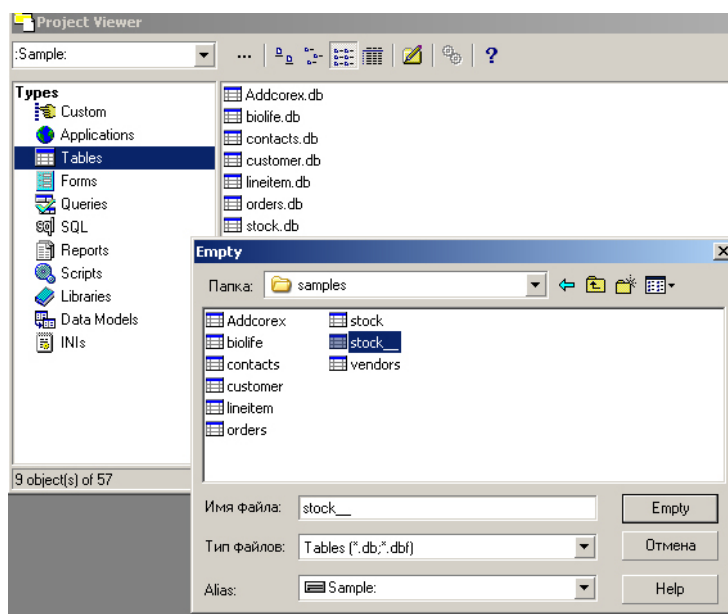 Project Viewer
:Sample:
...
?
Types
Custom
Applications
Tables
Forms
Queries
SQL
Reports
Scripts
Libraries
Data Models
INIs
Addcorex.db
biolife.db
contacts.db
customer.db
lineitem.db
orders.db
stock.db
9 object(s) of 57
Empty
Папка: samples
Addcorex
biolife
contacts
customer
lineitem
orders
stock
stock__
vendors
Имя файла: stock__ Empty
Тип файлов: Tables (*.db;*.dbf) Отмена
Alias: Sample: Help